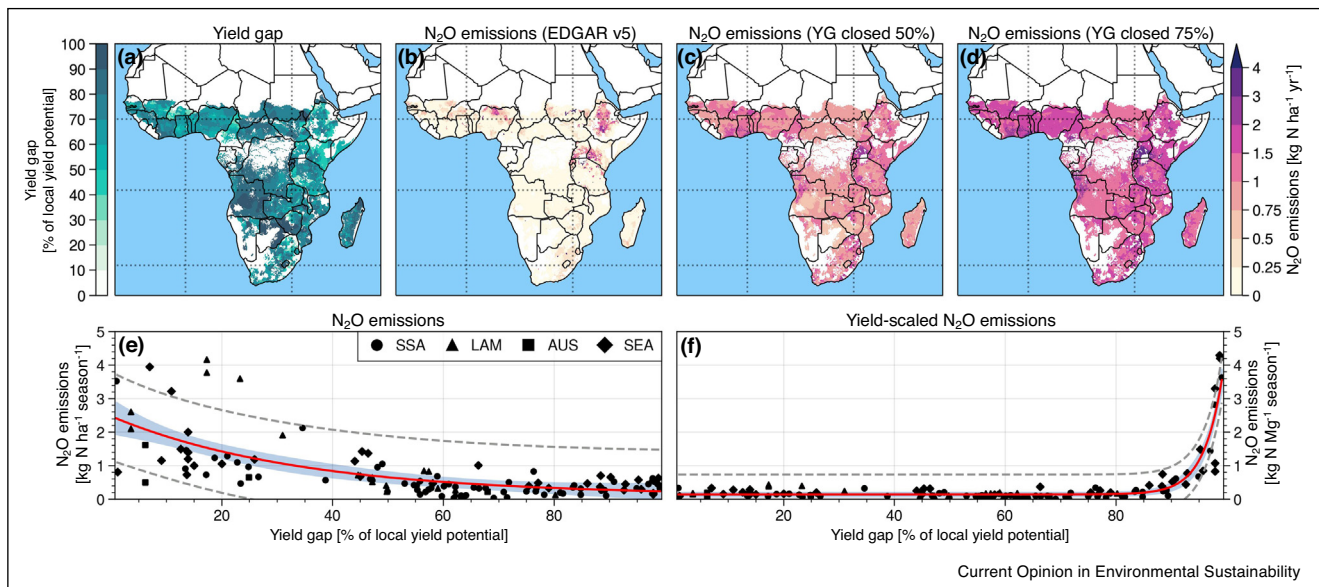 Yield gap
N₂O emissions (EDGAR v5)
N₂O emissions (YG closed 50%)
N₂O emissions (YG closed 75%)
(a)
(b)
(c)
(d)
Yield gap
[% of local yield potential]
100
90
80
70
60
50
40
30
20
10
0
4
3
2
1.5
1
0.75
0.5
0.25
0
N₂O emissions [kg N ha⁻¹ yr⁻¹]
N₂O emissions
(e)
SSA LAM AUS SEA
N₂O emissions
[kg N ha⁻¹ season⁻¹]
5
4
3
2
1
0
20 40 60 80
Yield gap [% of local yield potential]
Yield-scaled N₂O emissions
(f)
5
4
3
2
1
0
N₂O emissions
[kg N Mg⁻¹ season⁻¹]
20 40 60 80
Yield gap [% of local yield potential]
Current Opinion in Environmental Sustainability